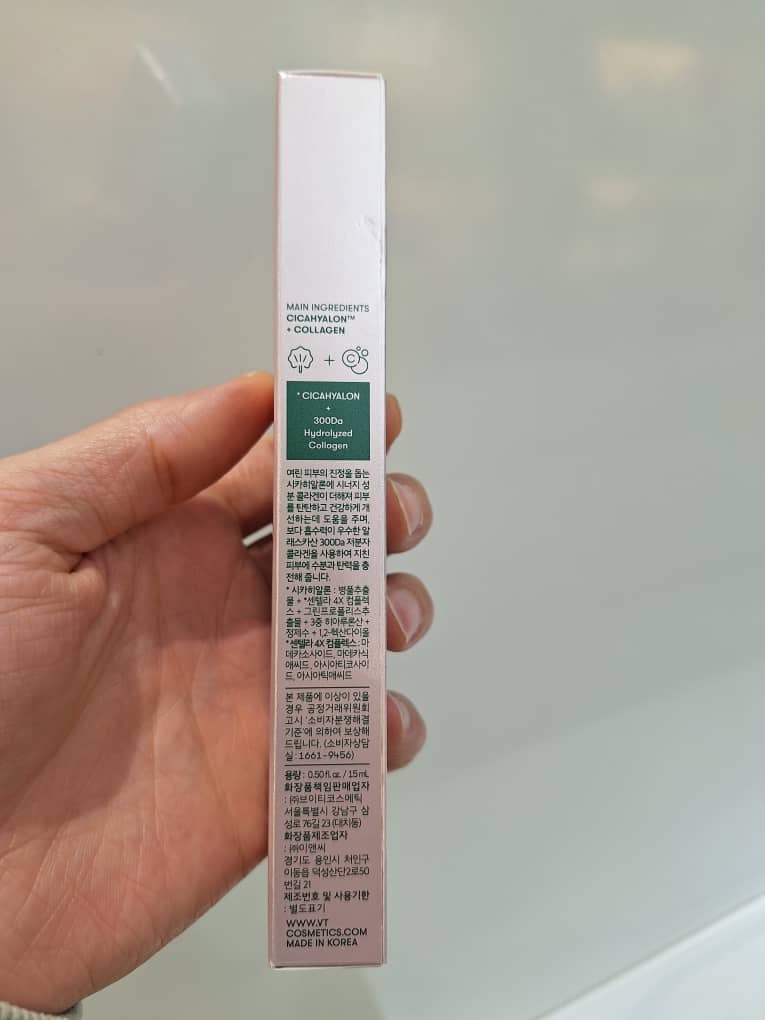 MAIN INGREDIENTS
CICAHYALON™
+ COLLAGEN
+ C
* CICAHYALON
+
300Da
Hydrolyzed
Collagen
여린 피부의 진정을 돕는
시카히알론에 시너지 성
분 콜라겐이 더해져 피부
를 탄탄하고 건강하게 개
선하는데 도움을 주며,
보다 흡수력이 우수한 알
래스카산 300Da 저분자
콜라겐을 사용하여 지친
피부에 수분과 탄력을 충
전해 줍니다.
* 시카히알론 : 병풀추출
물 + *센텔라 4X 컴플렉
스 + 그린프로폴리스추
출물 + 3중 히아루론산 +
정제수 + 1,2-헥산다이올
*센텔라 4X 컴플렉스 : 마
데카소사이드, 마데카식
애씨드, 아시아티코사이
드, 아시아틱애씨드
본 제품에 이상이 있을
경우 공정거래위원회
고시 '소비자분쟁해결
기준'에 의하여 보상해
드립니다. (소비자상담
실 : 1661-9456)
용량 : 0.50 fl. oz. / 15 mL
화장품책임판매업자
: ㈜브이티코스메틱
서울특별시 강남구 삼
성로 76길 23 (대치동)
화장품제조업자
: ㈜이앤씨
경기도 용인시 처인구
이동읍 덕성산단2로50
번길 21
제조번호 및 사용기한
: 별도표기
WWW.VT
COSMETICS.COM
MADE IN KOREA